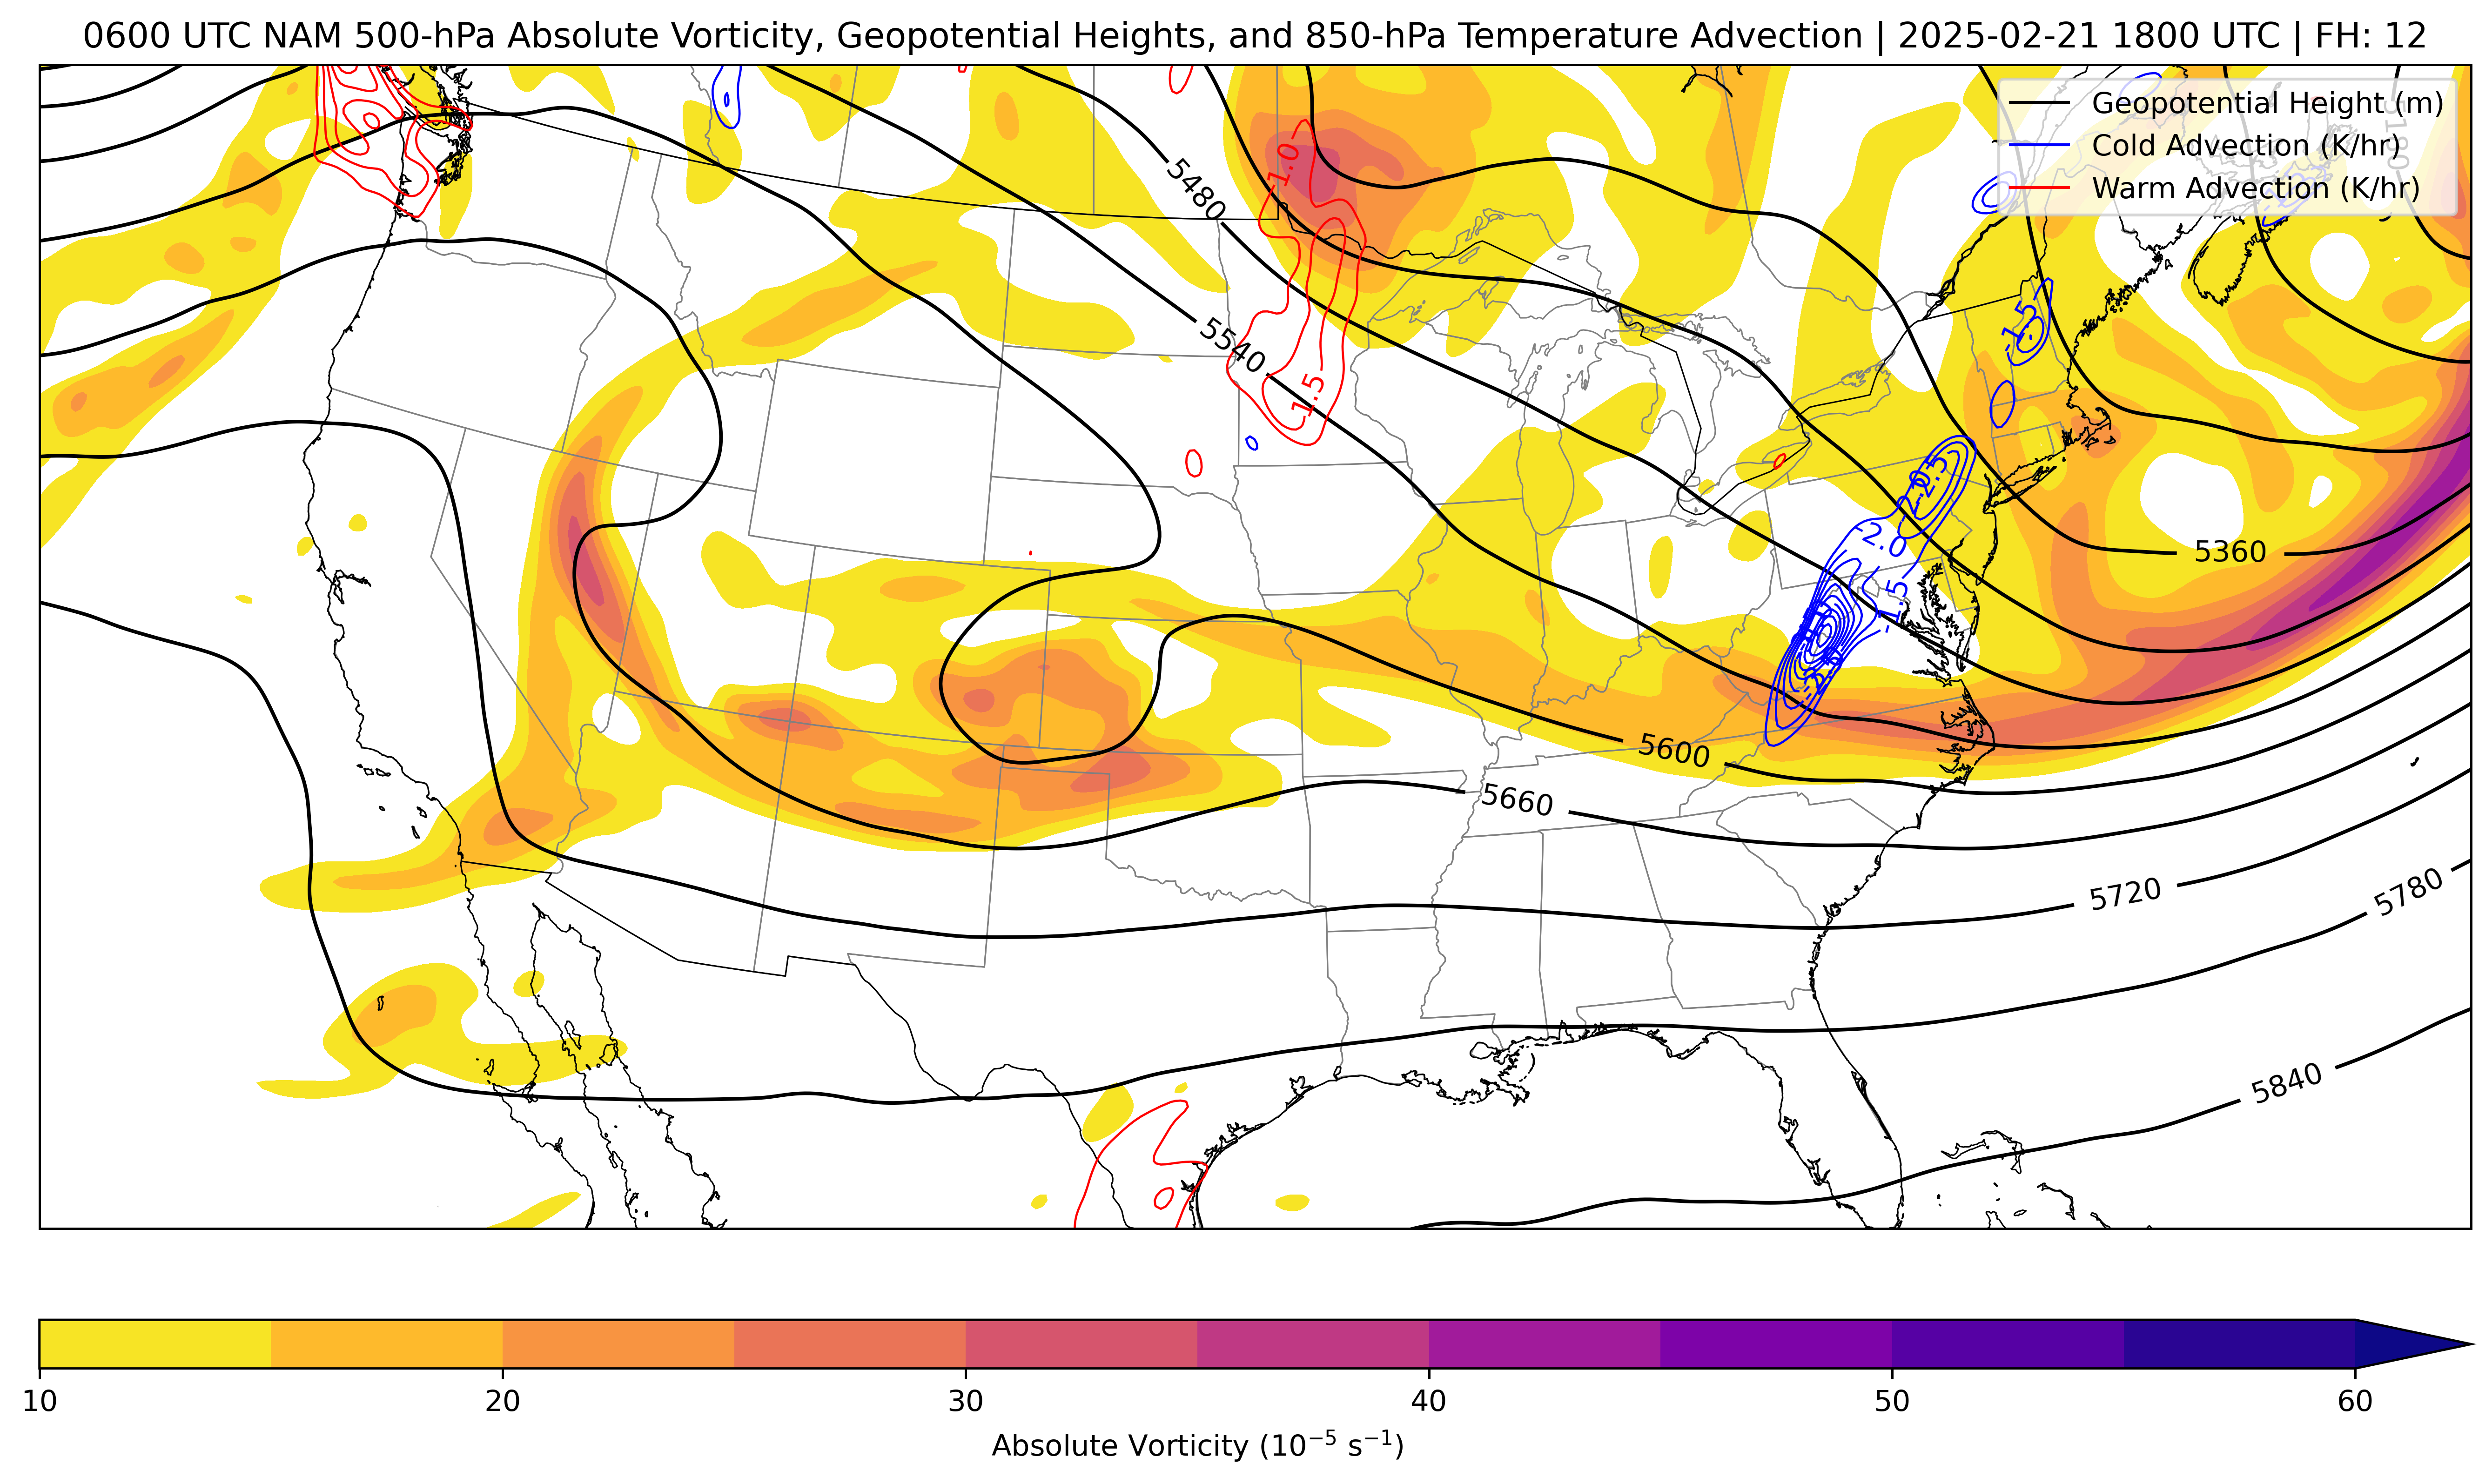 0600 UTC NAM 500-hPa Absolute Vorticity, Geopotential Heights, and 850-hPa Temperature Advection | 2025-02-21 1800 UTC | FH: 12
Geopotential Height (m)
Cold Advection (K/hr)
Warm Advection (K/hr)
5180
1.0
5480
5540
-1.5
1.5
-2.5
-2.0
-2.0
5360
-1.5
5600
5660
5720
5780
5840
10 20 30 40 50 60
Absolute Vorticity (10⁻⁵ s⁻¹)